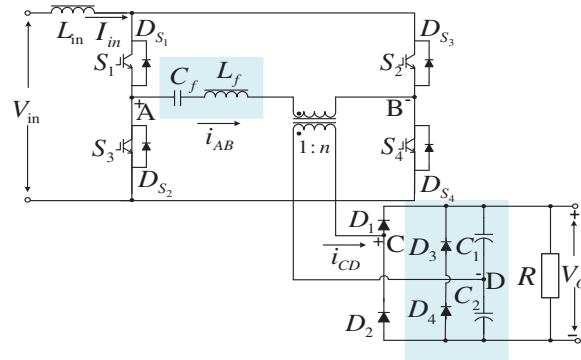 L_in I_in D_S1 D_S3
S_1 C_f L_f S_2
V_in + A B -
i_AB 1:n
S_3 S_4
D_S2 D_S4
D_1 +
+ C D_3 C_1
i_CD - D R V_o
D_2 D_4 C_2
-